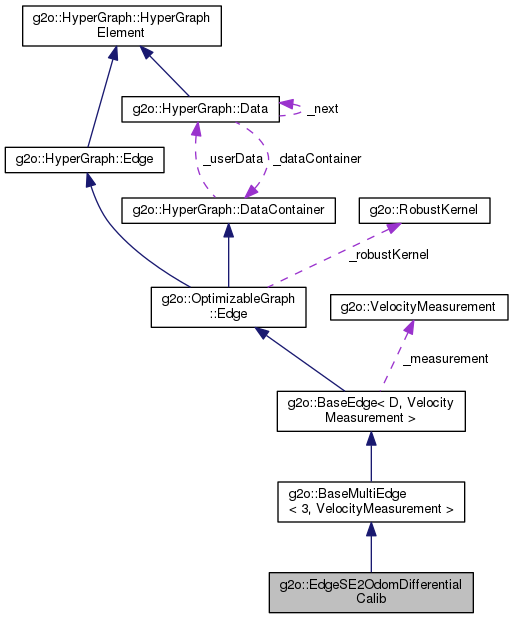 g2o::HyperGraph::HyperGraph
Element
g2o::HyperGraph::Data
_next
g2o::HyperGraph::Edge
_userData
_dataContainer
g2o::HyperGraph::DataContainer
g2o::RobustKernel
_robustKernel
g2o::OptimizableGraph
::Edge
g2o::VelocityMeasurement
_measurement
g2o::BaseEdge< D, Velocity
Measurement >
g2o::BaseMultiEdge
< 3, VelocityMeasurement >
g2o::EdgeSE2OdomDifferential
Calib